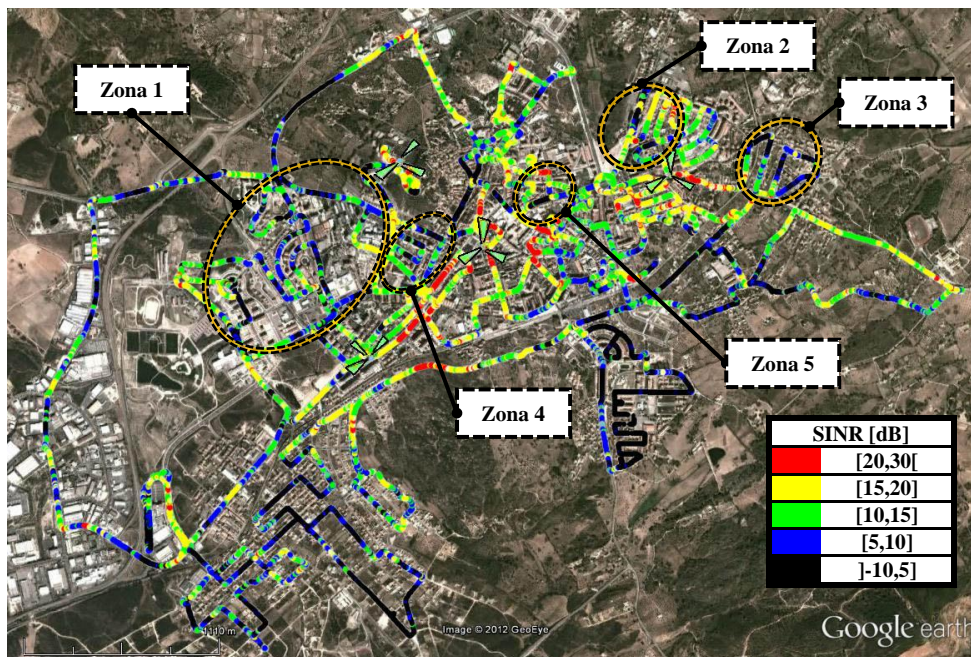 Zona 1
Zona 2
Zona 3
Zona 4
Zona 5
SINR [dB]
[20,30[
[15,20]
[10,15]
[5,10]
]-10,5]
1110 m
Image © 2012 GeoEye
Google earth